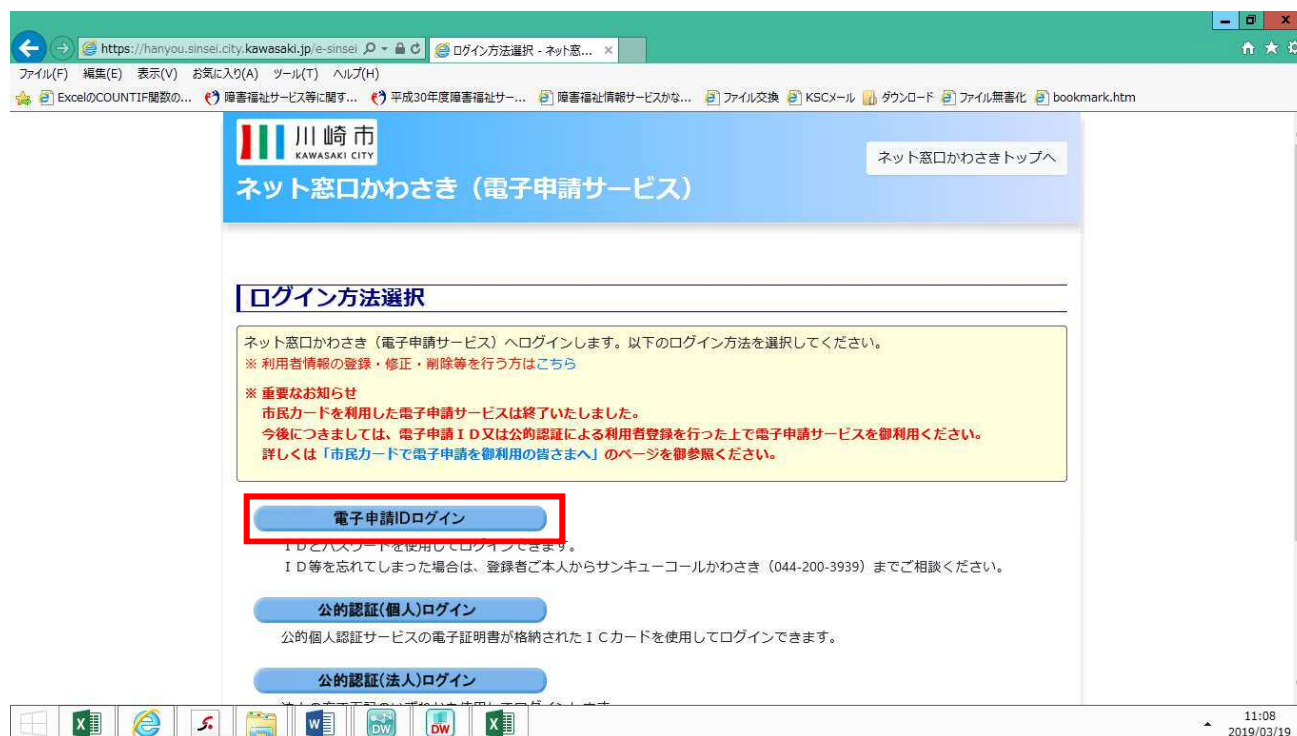 https://hanyou.sinsei.city.kawasaki.jp/e-sinsei
ログイン方法選択 - ネット窓...
ファイル(F) 編集(E) 表示(V) お気に入り(A) ツール(T) ヘルプ(H)
ExcelのCOUNTIF関数の... 障害福祉サービス等に関す... 平成30年度障害福祉サー... 障害福祉情報サービスかな... ファイル交換 KSCメール ダウンロード ファイル無害化 bookmark.htm
川崎市
KAWASAKI CITY
ネット窓口かわさきトップへ
ネット窓口かわさき(電子申請サービス)
ログイン方法選択
ネット窓口かわさき(電子申請サービス)へログインします。以下のログイン方法を選択してください。
※ 利用者情報の登録・修正・削除等を行う方はこちら
※ 重要なお知らせ
市民カードを利用した電子申請サービスは終了いたしました。
今後につきましては、電子申請ID又は公的認証による利用者登録を行った上で電子申請サービスを御利用ください。
詳しくは「市民カードで電子申請を御利用の皆さまへ」のページを御参照ください。
電子申請IDログイン
IDとパスワードを使用してログインできます。
ID等を忘れてしまった場合は、登録者ご本人からサンキューコールかわさき(044-200-3939)までご相談ください。
公的認証(個人)ログイン
公的個人認証サービスの電子証明書が格納されたICカードを使用してログインできます。
公的認証(法人)ログイン
11:08
2019/03/19